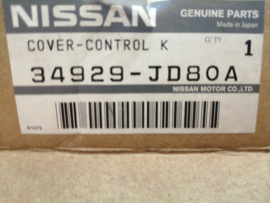 NISSAN
GENUINE PARTS
Made in Japan
COVER-CONTROL K
Q'TY
1
34929-JD80A
NISSAN MOTOR CO.,LTD.